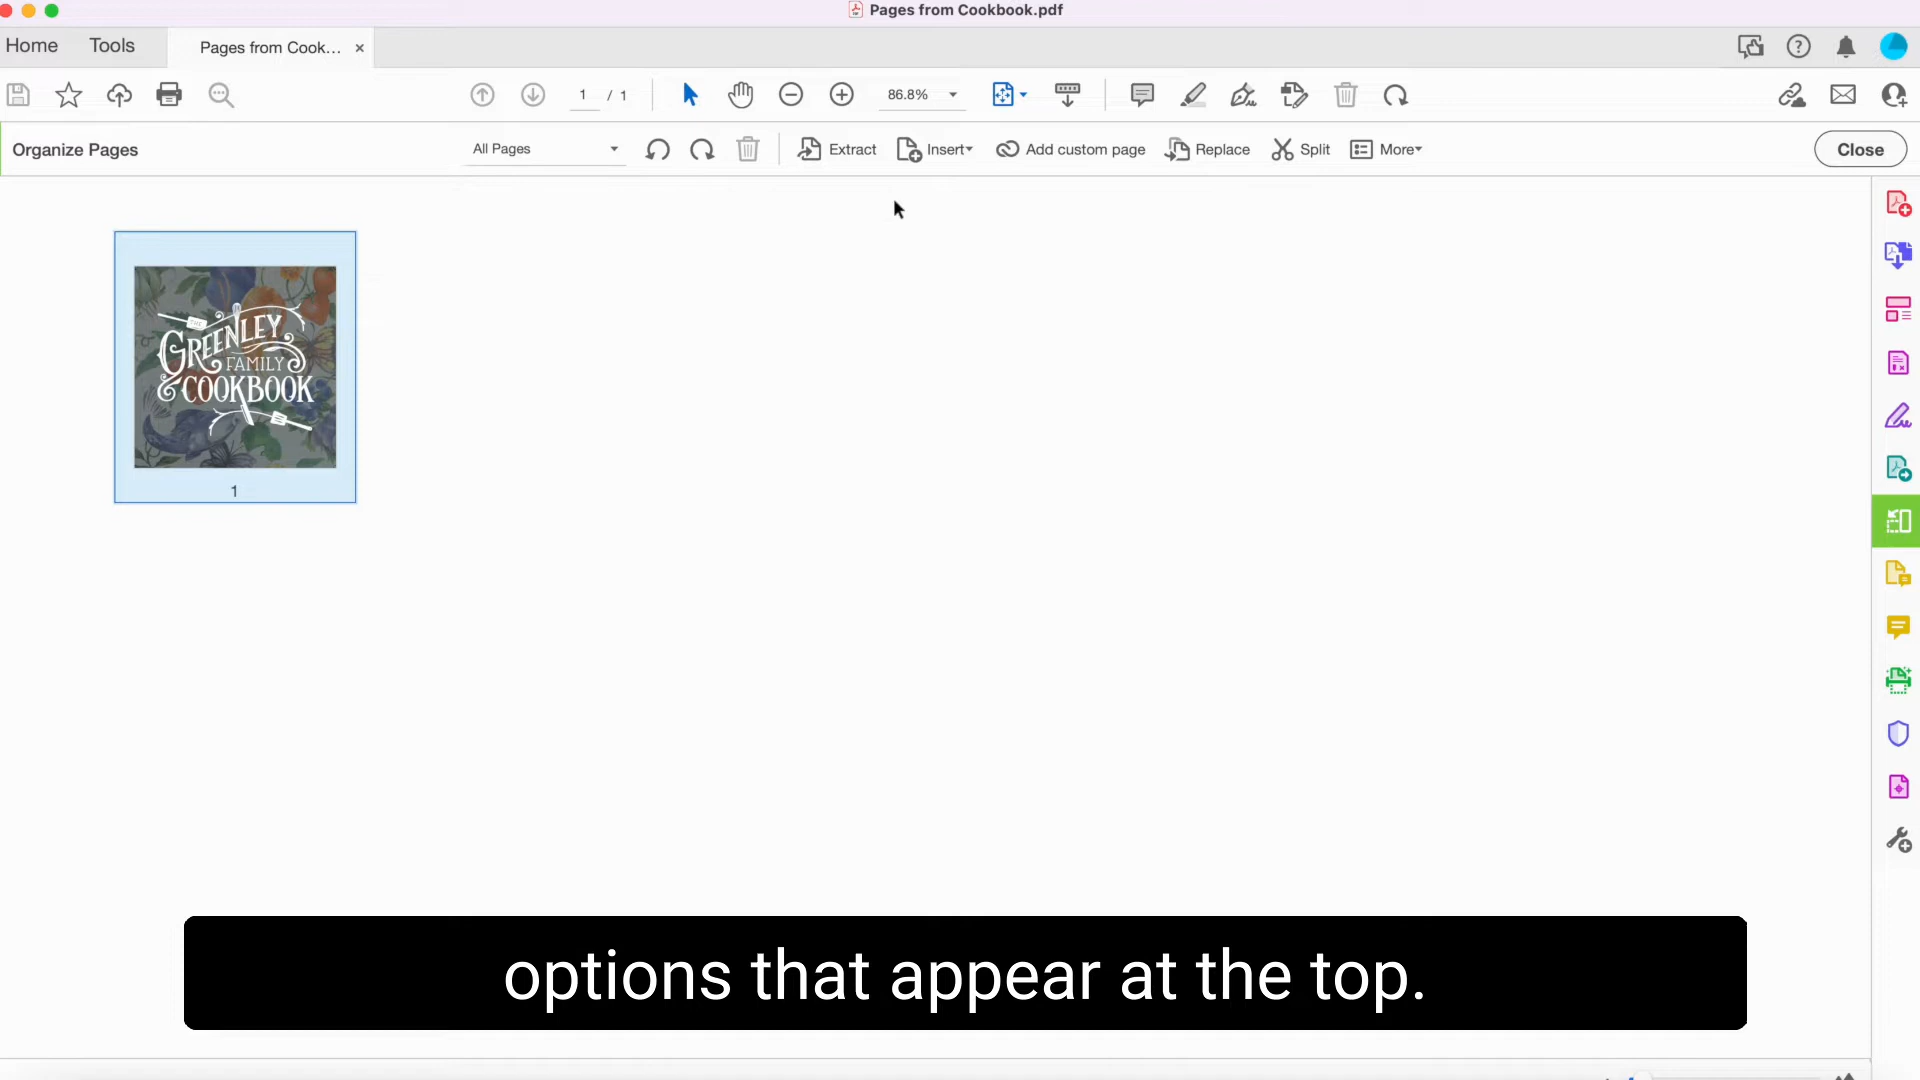 Pages from Cookbook.pdf
Home
Tools
Pages from Cook...
1 / 1
86.8%
Organize Pages
All Pages
Extract
Insert
Add custom page
Replace
Split
More
Close
GREENLEY
FAMILY
& COOKBOOK
1
options that appear at the top.